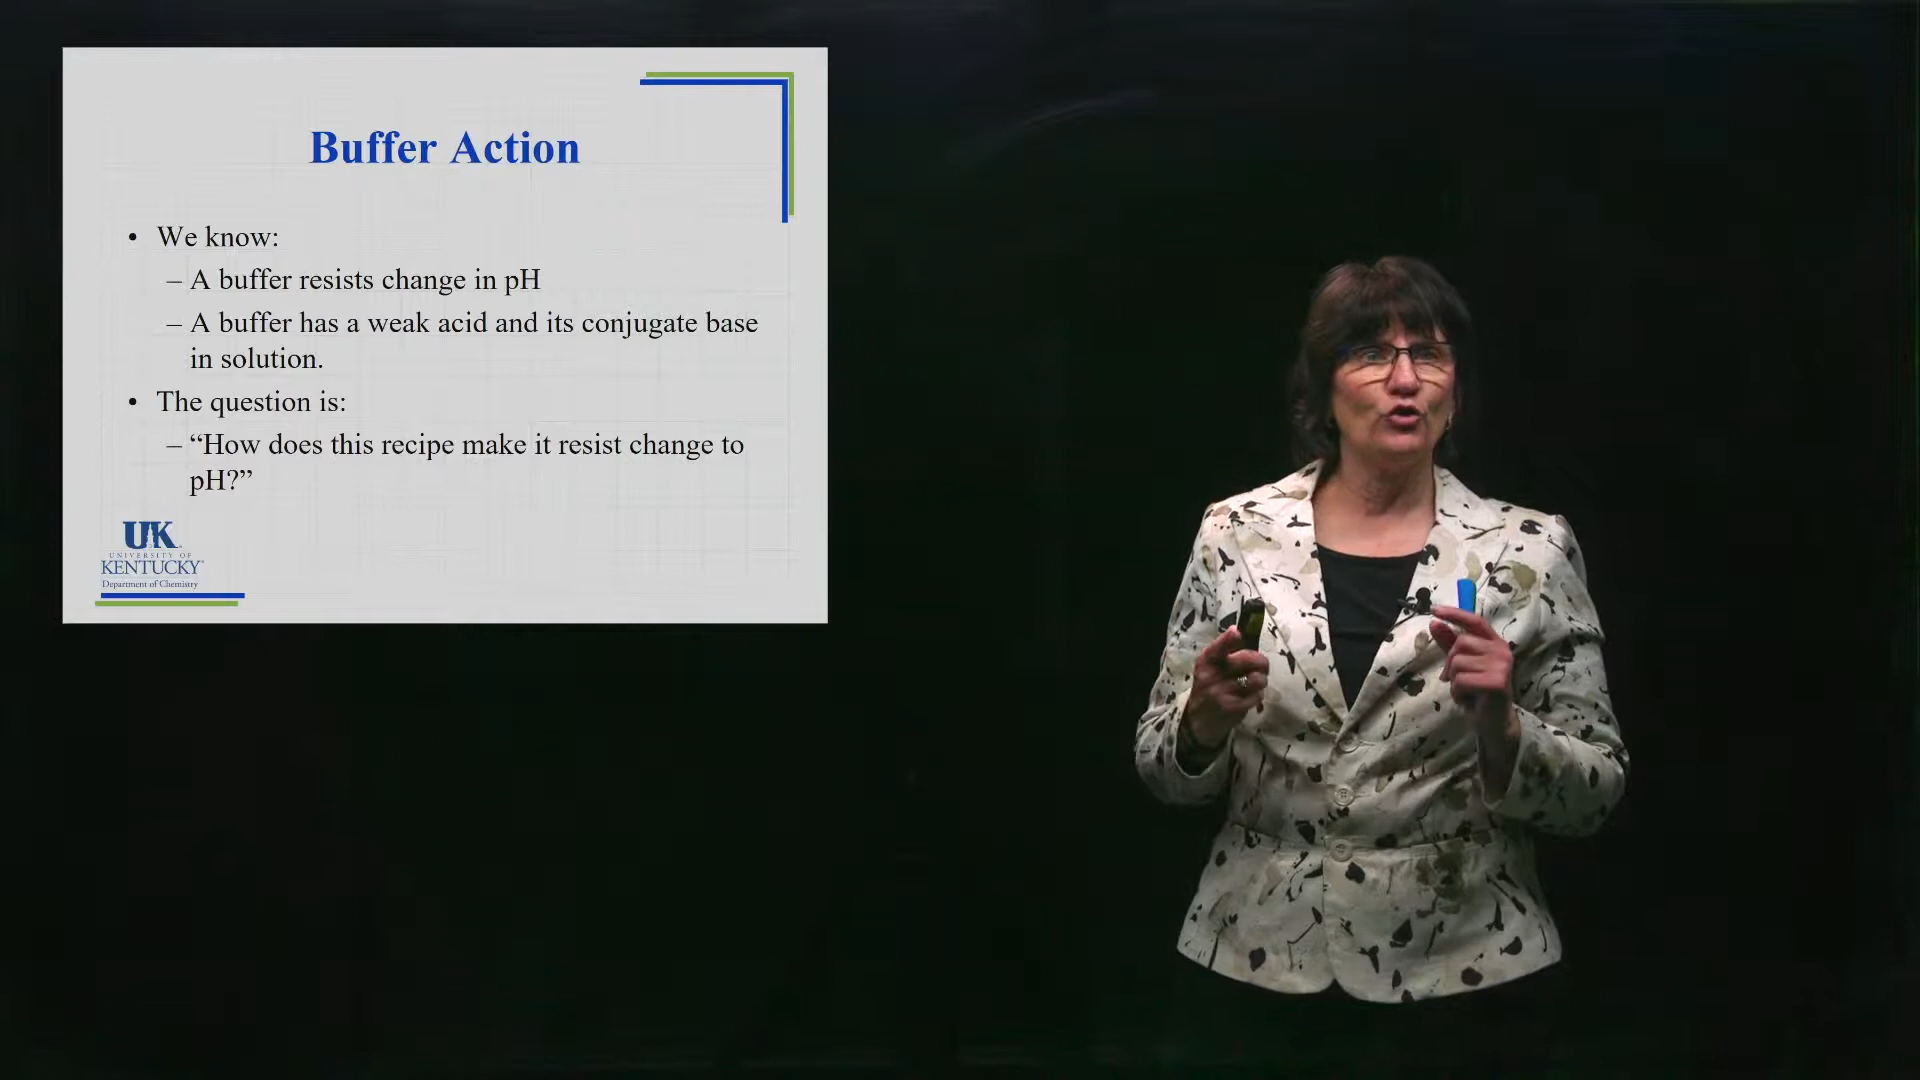 Buffer Action
• We know:
– A buffer resists change in pH
– A buffer has a weak acid and its conjugate base
in solution.
• The question is:
– “How does this recipe make it resist change to
pH?”
UK
UNIVERSITY OF
KENTUCKY
Department of Chemistry